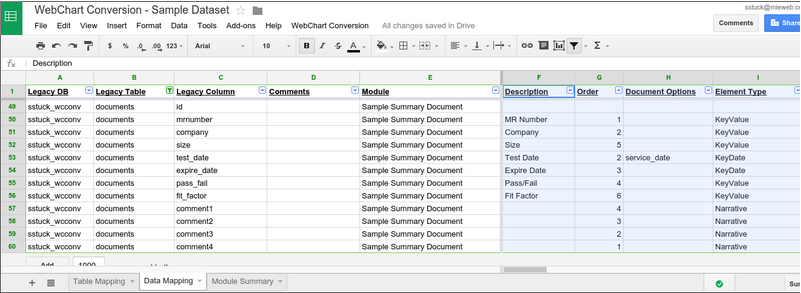 WebChart Conversion - Sample Dataset
sstuck@mieweb.co
File Edit View Insert Format Data Tools Add-ons Help WebChart Conversion All changes saved in Drive
Comments Share
$ % .0 .00 123 Arial 10 B I S A Σ
fx Description
A B C D E F G H I
1 Legacy DB Legacy Table Legacy Column Comments Module Description Order Document Options Element Type
49 sstuck_wcconv documents id Sample Summary Document
50 sstuck_wcconv documents mrnumber Sample Summary Document MR Number 1 KeyValue
51 sstuck_wcconv documents company Sample Summary Document Company 2 KeyValue
52 sstuck_wcconv documents size Sample Summary Document Size 5 KeyValue
53 sstuck_wcconv documents test_date Sample Summary Document Test Date 2 service_date KeyDate
54 sstuck_wcconv documents expire_date Sample Summary Document Expire Date 3 KeyDate
55 sstuck_wcconv documents pass_fail Sample Summary Document Pass/Fail 4 KeyValue
56 sstuck_wcconv documents fit_factor Sample Summary Document Fit Factor 6 KeyValue
57 sstuck_wcconv documents comment1 Sample Summary Document 4 Narrative
58 sstuck_wcconv documents comment2 Sample Summary Document 3 Narrative
59 sstuck_wcconv documents comment3 Sample Summary Document 2 Narrative
60 sstuck_wcconv documents comment4 Sample Summary Document 1 Narrative
Add 1000
Table Mapping Data Mapping Module Summary Sur